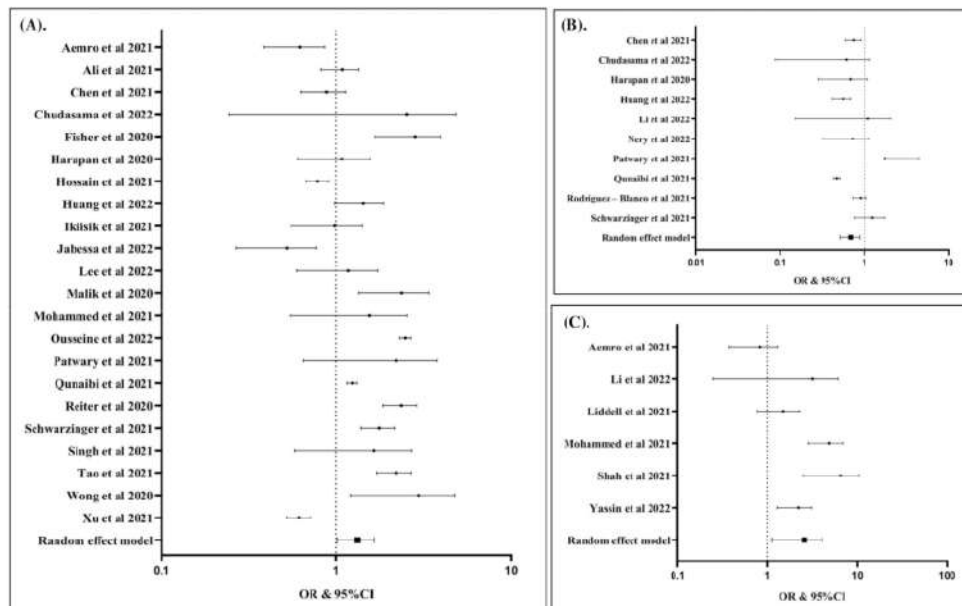 (A).
Aemro et al 2021
Ali et al 2021
Chen et al 2021
Chudasama et al 2022
Fisher et al 2020
Harapan et al 2020
Hossain et al 2021
Huang et al 2022
Ikiisik et al 2021
Jabessa et al 2022
Lee et al 2022
Malik et al 2020
Mohammed et al 2021
Ousseine et al 2022
Patwary et al 2021
Qunaibi et al 2021
Reiter et al 2020
Schwarzinger et al 2021
Singh et al 2021
Tao et al 2021
Wong et al 2020
Xu et al 2021
Random effect model
0.1 1 10
OR & 95%CI
(B).
Chen et al 2021
Chudasama et al 2022
Harapan et al 2020
Huang et al 2022
Li et al 2022
Nery et al 2022
Patwary et al 2021
Qunaibi et al 2021
Rodriguez – Blanco et al 2021
Schwarzinger et al 2021
Random effect model
0.01 0.1 1 10
OR & 95%CI
(C).
Aemro et al 2021
Li et al 2022
Liddell et al 2021
Mohammed et al 2021
Shah et al 2021
Yassin et al 2022
Random effect model
0.1 1 10 100
OR & 95%CI